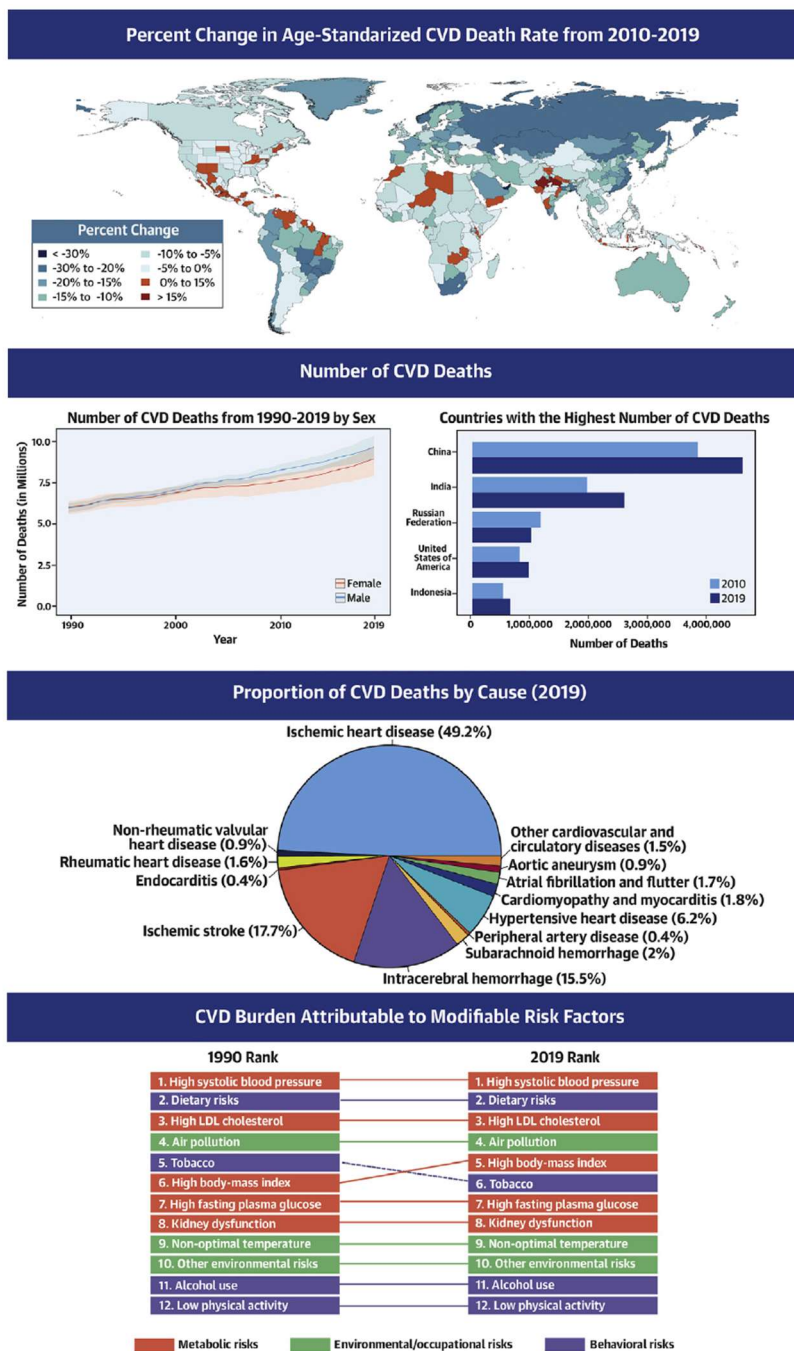 Percent Change in Age-Standarized CVD Death Rate from 2010-2019
Percent Change
< -30%
-30% to -20%
-20% to -15%
-15% to -10%
-10% to -5%
-5% to 0%
0% to 15%
> 15%
Number of CVD Deaths
Number of CVD Deaths from 1990-2019 by Sex
Number of Deaths (in Millions)
10.0
7.5
5.0
2.5
0.0
Female
Male
1990
2000
2010
2019
Year
Countries with the Highest Number of CVD Deaths
China
India
Russian
Federation
United
States of
America
Indonesia
2010
2019
0
1,000,000
2,000,000
3,000,000
4,000,000
Number of Deaths
Proportion of CVD Deaths by Cause (2019)
Ischemic heart disease (49.2%)
Non-rheumatic valvular
heart disease (0.9%)
Rheumatic heart disease (1.6%)
Endocarditis (0.4%)
Ischemic stroke (17.7%)
Intracerebral hemorrhage (15.5%)
Other cardiovascular and
circulatory diseases (1.5%)
Aortic aneurysm (0.9%)
Atrial fibrillation and flutter (1.7%)
Cardiomyopathy and myocarditis (1.8%)
Hypertensive heart disease (6.2%)
Peripheral artery disease (0.4%)
Subarachnoid hemorrhage (2%)
CVD Burden Attributable to Modifiable Risk Factors
1990 Rank
1. High systolic blood pressure
2. Dietary risks
3. High LDL cholesterol
4. Air pollution
5. Tobacco
6. High body-mass index
7. High fasting plasma glucose
8. Kidney dysfunction
9. Non-optimal temperature
10. Other environmental risks
11. Alcohol use
12. Low physical activity
2019 Rank
1. High systolic blood pressure
2. Dietary risks
3. High LDL cholesterol
4. Air pollution
5. High body-mass index
6. Tobacco
7. High fasting plasma glucose
8. Kidney dysfunction
9. Non-optimal temperature
10. Other environmental risks
11. Alcohol use
12. Low physical activity
Metabolic risks
Environmental/occupational risks
Behavioral risks